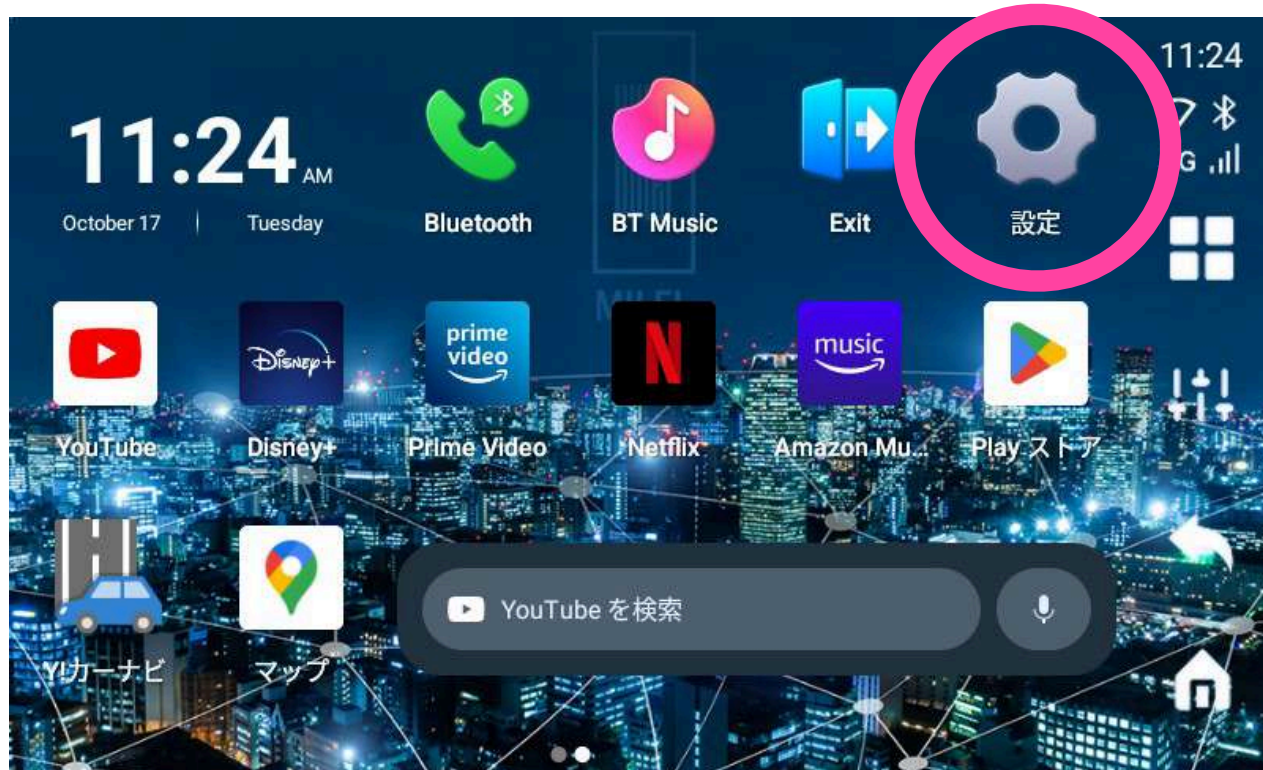 11:24
11:24 AM
October 17 | Tuesday
Bluetooth
BT Music
Exit
設定
G
prime
video
Disney+
N
music
YouTube
Disney+
Prime Video
Netflix
Amazon Mu...
Play ストア
YouTube を検索
Y!カーナビ
マップ